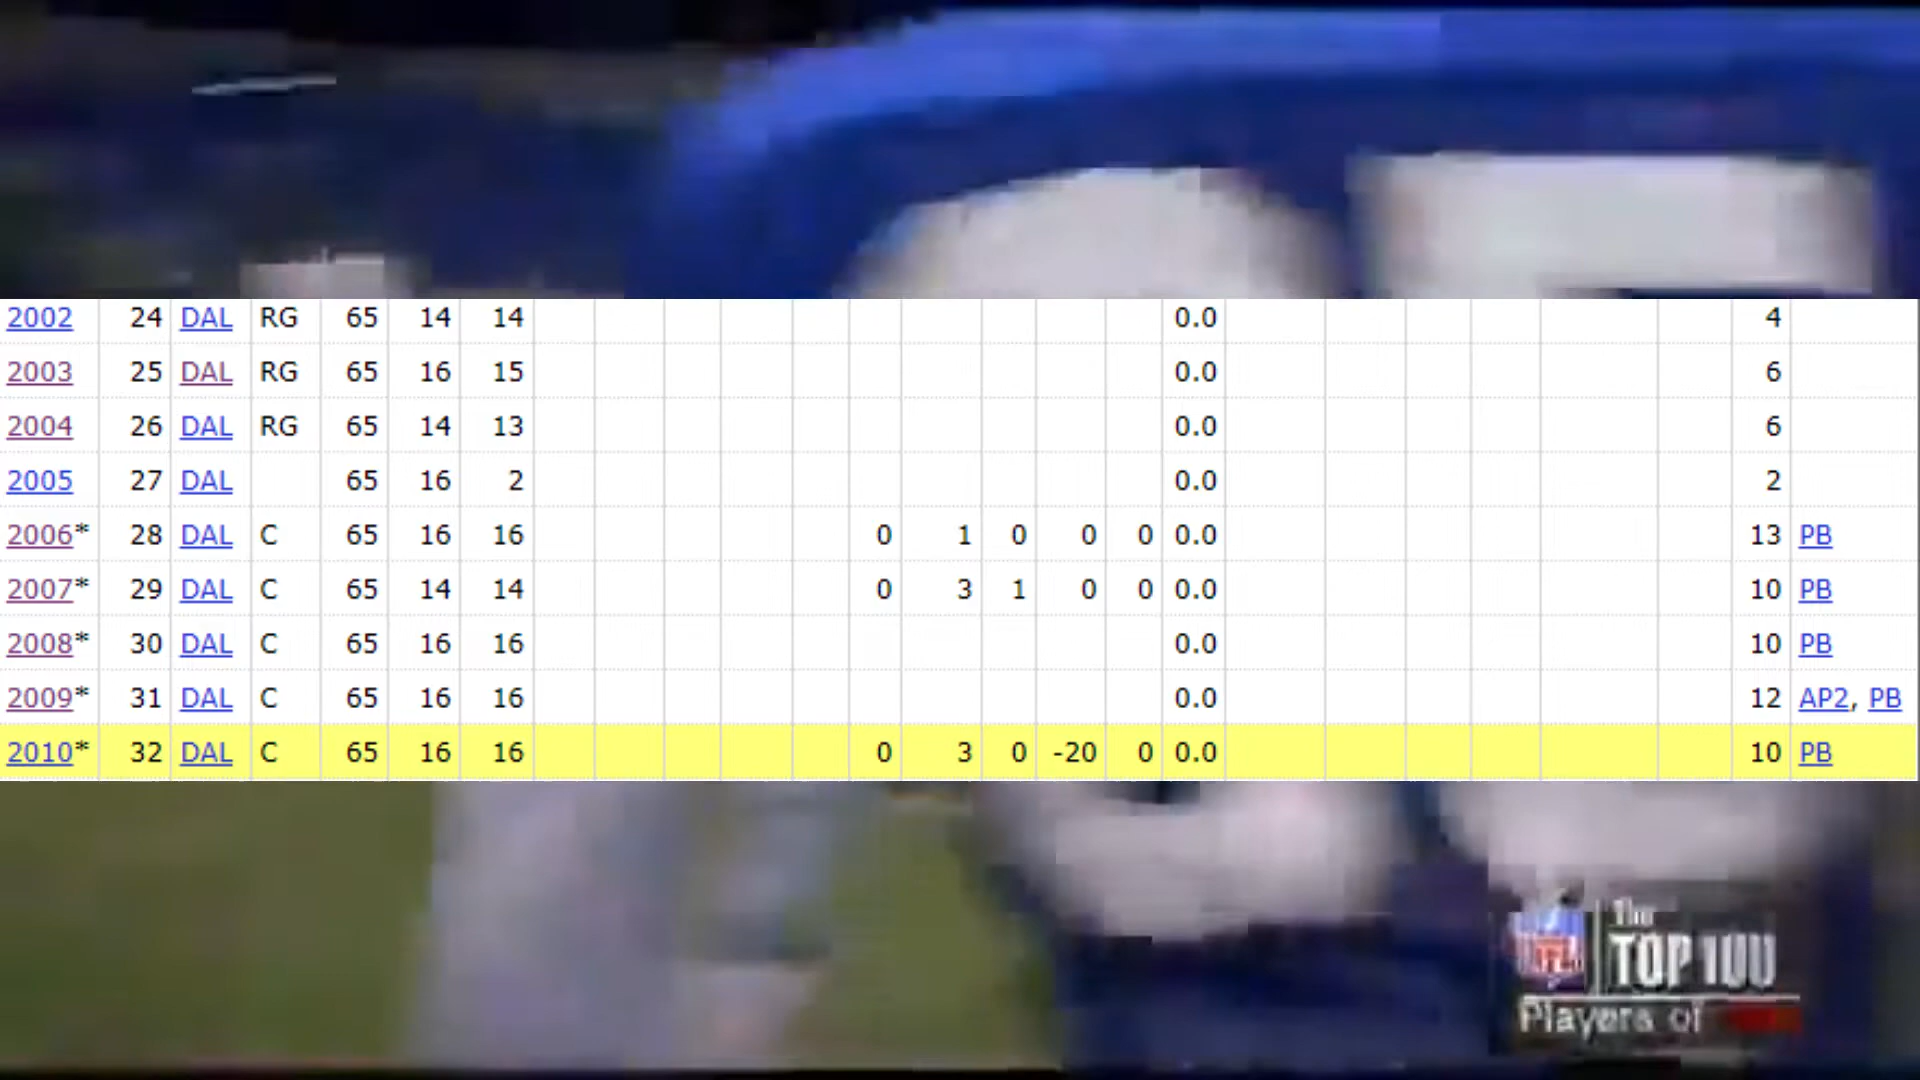 2002 24 DAL RG 65 14 14 0.0 4
2003 25 DAL RG 65 16 15 0.0 6
2004 26 DAL RG 65 14 13 0.0 6
2005 27 DAL 65 16 2 0.0 2
2006* 28 DAL C 65 16 16 0 1 0 0 0 0.0 13 PB
2007* 29 DAL C 65 14 14 0 3 1 0 0 0.0 10 PB
2008* 30 DAL C 65 16 16 0.0 10 PB
2009* 31 DAL C 65 16 16 0.0 12 AP2, PB
2010* 32 DAL C 65 16 16 0 3 0 -20 0 0.0 10 PB
NFL
The
TOP 100
Players of